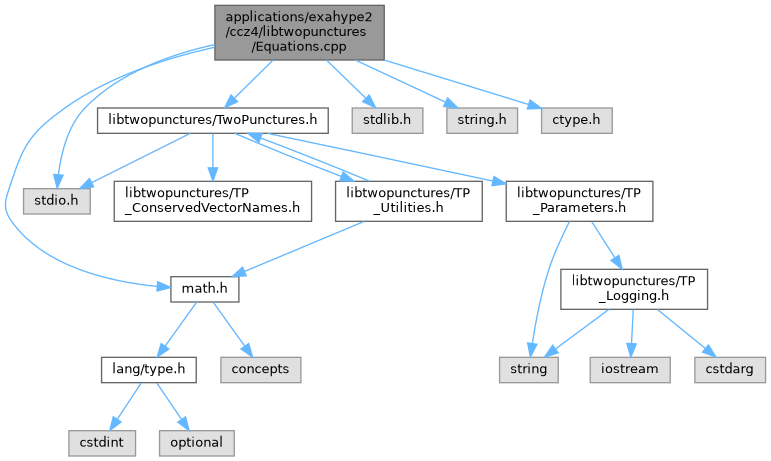 applications/exahype2
/ccz4/libtwopunctures
/Equations.cpp
libtwopunctures/TwoPunctures.h
stdlib.h
string.h
ctype.h
stdio.h
libtwopunctures/TP
_ConservedVectorNames.h
libtwopunctures/TP
_Utilities.h
libtwopunctures/TP
_Parameters.h
math.h
libtwopunctures/TP
_Logging.h
lang/type.h
concepts
string
iostream
cstdarg
cstdint
optional